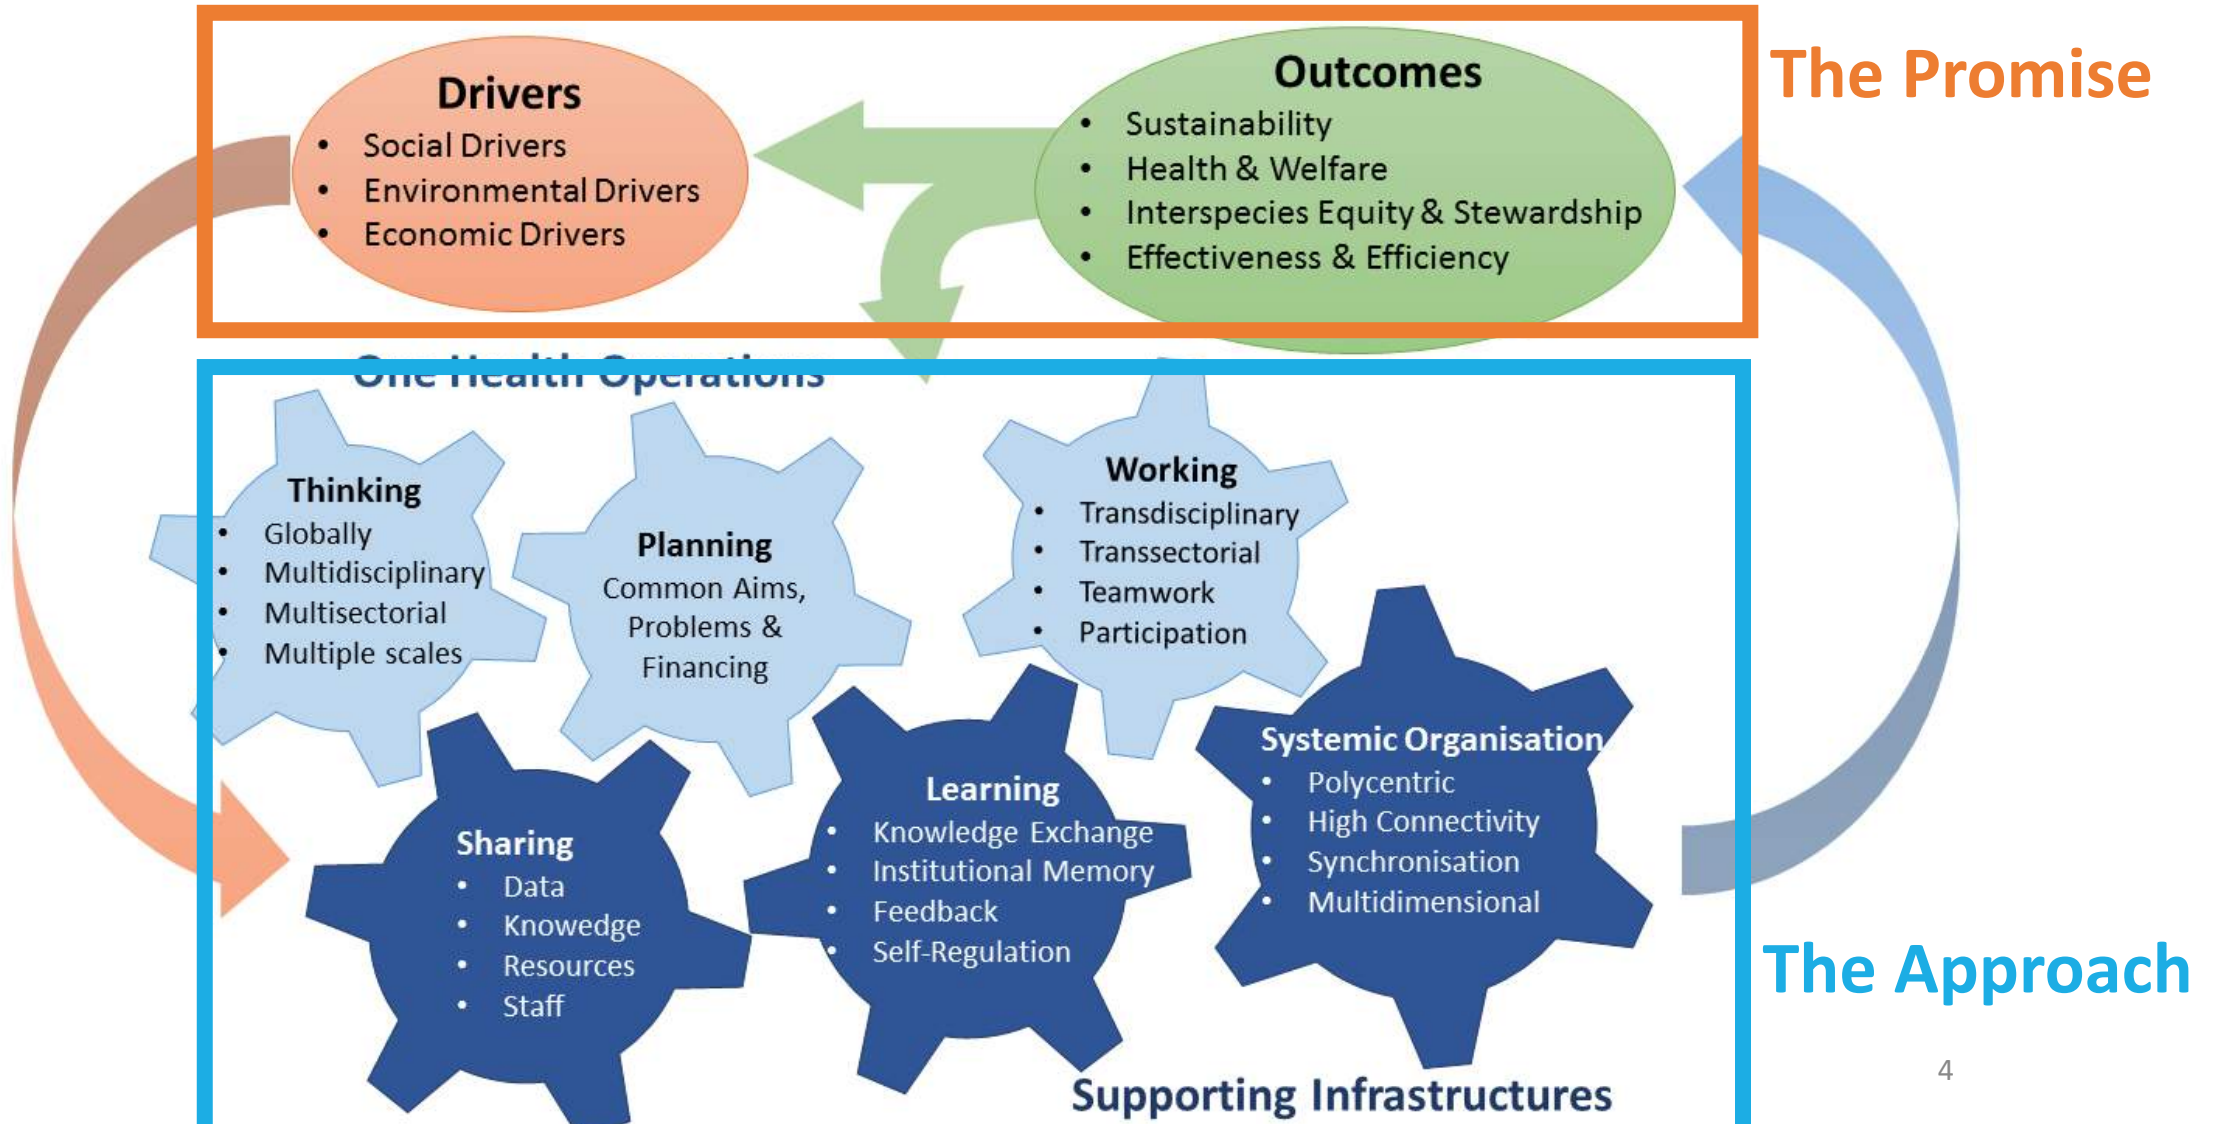 The Promise
Drivers
• Social Drivers
• Environmental Drivers
• Economic Drivers
Outcomes
• Sustainability
• Health & Welfare
• Interspecies Equity & Stewardship
• Effectiveness & Efficiency
One Health Operations
Thinking
• Globally
• Multidisciplinary
• Multisectorial
• Multiple scales
Planning
Common Aims,
Problems &
Financing
Working
• Transdisciplinary
• Transsectorial
• Teamwork
• Participation
Sharing
• Data
• Knowedge
• Resources
• Staff
Learning
• Knowledge Exchange
• Institutional Memory
• Feedback
• Self-Regulation
Systemic Organisation
• Polycentric
• High Connectivity
• Synchronisation
• Multidimensional
The Approach
Supporting Infrastructures
4